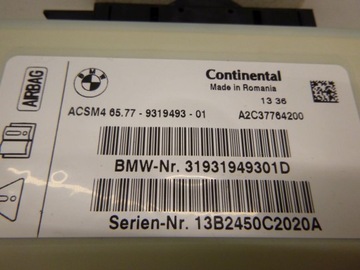 AIRBAG
BMW
Continental
Made in Romania
13 36
ACSM4 65.77 - 9319493 - 01 A2C37764200
BMW-Nr. 31931949301D
Serien-Nr. 13B2450C2020A